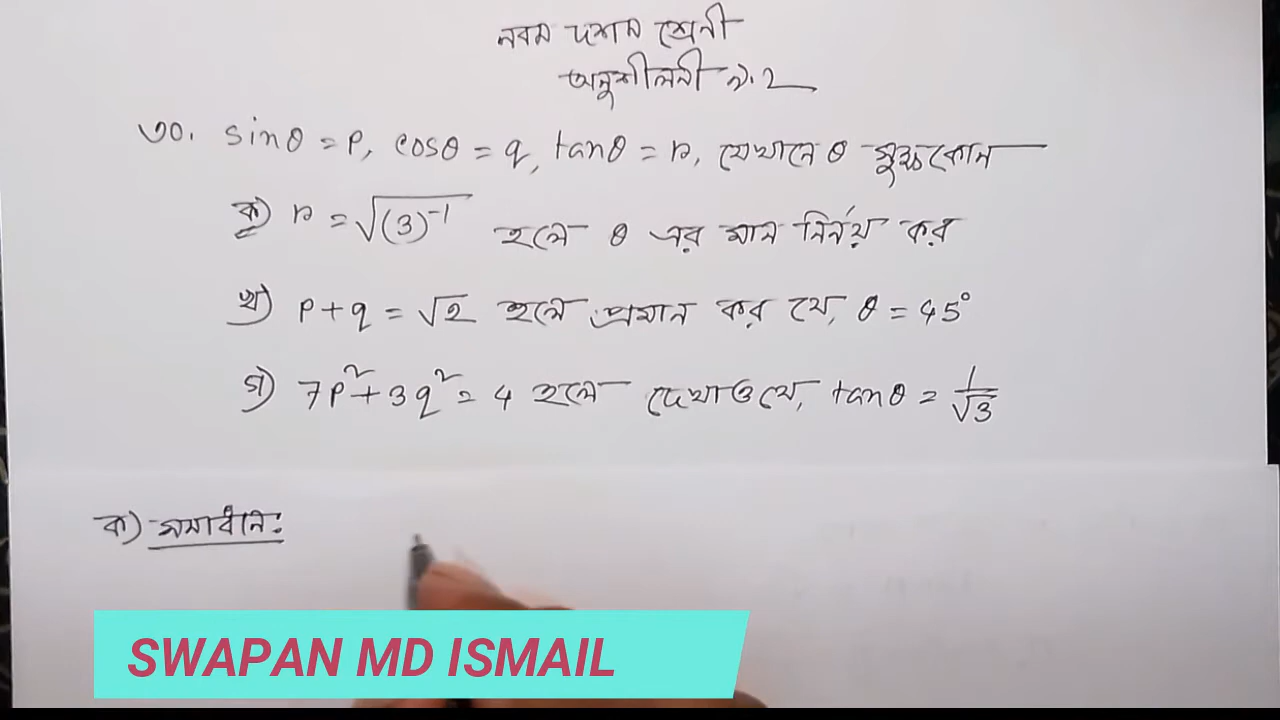 নবম দশম শ্রেনী
অনুশীলনী ৯.২
৩০. sinθ = p, cosθ = q, tanθ = r, যেখানে θ সূক্ষ্মকোন
ক) r = √(3)⁻¹ হলে θ এর মান নির্নয় কর
খ) p + q = √2 হলে প্রমান কর যে, θ = 45°
গ) 7p² + 3q² = 4 হলে দেখাও যে, tanθ = 1/√3
ক) সমাধান:
SWAPAN MD ISMAIL